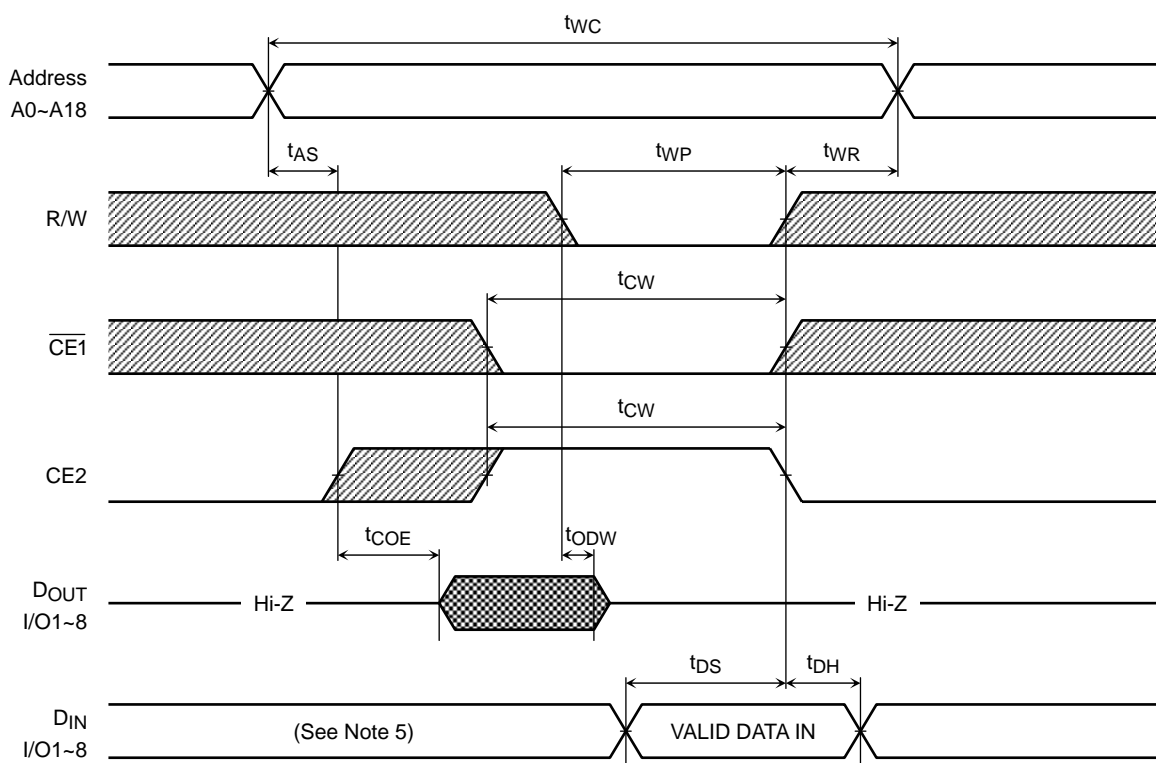 tWC
Address
A0~A18
tAS
tWP
tWR
R/W
tCW
CE1
tCW
CE2
tCOE
tODW
DOUT
I/O1~8
Hi-Z
Hi-Z
tDS
tDH
DIN
I/O1~8
(See Note 5)
VALID DATA IN